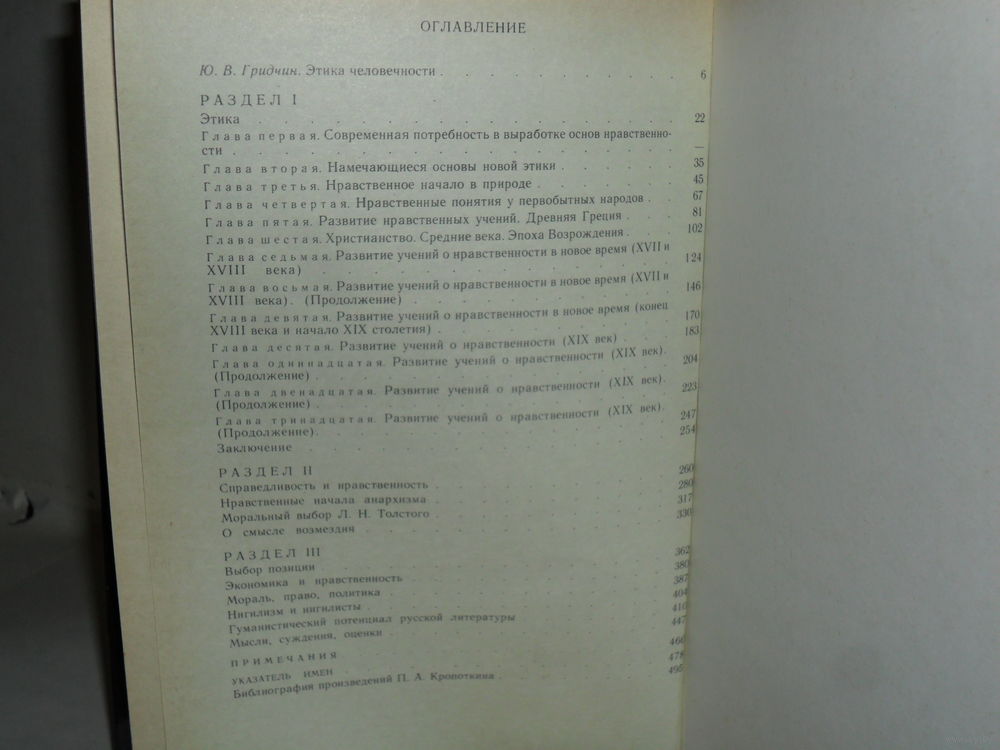 ОГЛАВЛЕНИЕ
Ю. В. Гридчин. Этика человечности . . . . . . . . . . . 6
РАЗДЕЛ I
Этика . . . . . . . . . . . . . . . . . 22
Глава первая. Современная потребность в выработке основ нравственно-
сти . . . . . . . . . . . . . . . . . —
Глава вторая. Намечающиеся основы новой этики . . . . . . 35
Глава третья. Нравственное начало в природе . . . . . . . 45
Глава четвертая. Нравственные понятия у первобытных народов . . 67
Глава пятая. Развитие нравственных учений. Древняя Греция . . . 81
Глава шестая. Христианство. Средние века. Эпоха Возрождения . . . 102
Глава седьмая. Развитие учений о нравственности в новое время (XVII и
XVIII века) . . . . . . . . . . . . . . . 124
Глава восьмая. Развитие учений о нравственности в новое время (XVII и
XVIII века). (Продолжение) . . . . . . . . . . . 146
Глава девятая. Развитие учений о нравственности в новое время (конец
XVIII века и начало XIX столетия) . . . . . . . . . . 170
Глава десятая. Развитие учений о нравственности (XIX век) . . . 183
Глава одиннадцатая. Развитие учений о нравственности (XIX век).
(Продолжение) . . . . . . . . . . . . . . 204
Глава двенадцатая. Развитие учений о нравственности (XIX век).
(Продолжение) . . . . . . . . . . . . . . 223
Глава тринадцатая. Развитие учений о нравственности (XIX век).
(Продолжение) . . . . . . . . . . . . . . 247
Заключение . . . . . . . . . . . . . . . 254
РАЗДЕЛ II
Справедливость и нравственность . . . . . . . . . . 260
Нравственные начала анархизма . . . . . . . . . . 280
Моральный выбор Л. Н. Толстого . . . . . . . . . . 317
О смысле возмездия . . . . . . . . . . . . . 330
РАЗДЕЛ III
Выбор позиции . . . . . . . . . . . . . . 362
Экономика и нравственность . . . . . . . . . . . 380
Мораль, право, политика . . . . . . . . . . . . 387
Нигилизм и нигилисты . . . . . . . . . . . . . 404
Гуманистический потенциал русской литературы . . . . . . 410
Мысли, суждения, оценки . . . . . . . . . . . . 447
ПРИМЕЧАНИЯ . . . . . . . . . . . . . . 466
УКАЗАТЕЛЬ ИМЕН . . . . . . . . . . . . . 478
Библиография произведений П. А. Кропоткина . . . . . . . 495